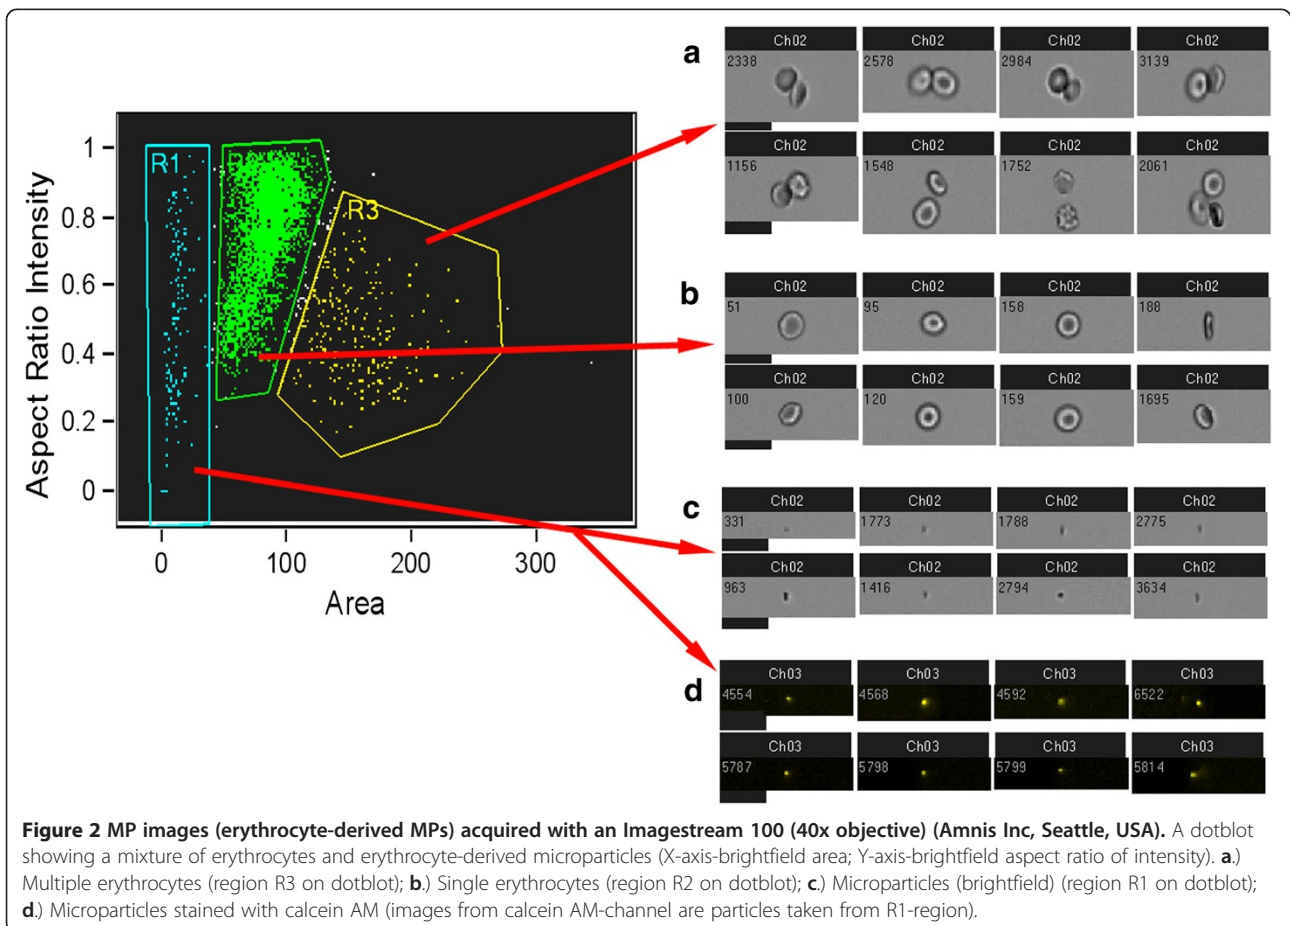 a
Ch02 Ch02 Ch02 Ch02
2338 2578 2984 3139
1156 1548 1752 2061
b
Ch02 Ch02 Ch02 Ch02
51 95 158 188
Ch02 Ch02 Ch02 Ch02
100 120 159 1695
c
Ch02 Ch02 Ch02 Ch02
331 1773 1788 2775
Ch02 Ch02 Ch02 Ch02
963 1416 2794 3634
d
Ch03 Ch03 Ch03 Ch03
4554 4568 4592 6522
Ch03 Ch03 Ch03 Ch03
5787 5798 5799 5814
Aspect Ratio Intensity
1
0.8
0.6
0.4
0.2
0
R1
R3
0 100 200 300
Area
Figure 2 MP images (erythrocyte-derived MPs) acquired with an Imagestream 100 (40x objective) (Amnis Inc, Seattle, USA). A dotblot
showing a mixture of erythrocytes and erythrocyte-derived microparticles (X-axis-brightfield area; Y-axis-brightfield aspect ratio of intensity). a.)
Multiple erythrocytes (region R3 on dotblot); b.) Single erythrocytes (region R2 on dotblot); c.) Microparticles (brightfield) (region R1 on dotblot);
d.) Microparticles stained with calcein AM (images from calcein AM-channel are particles taken from R1-region).